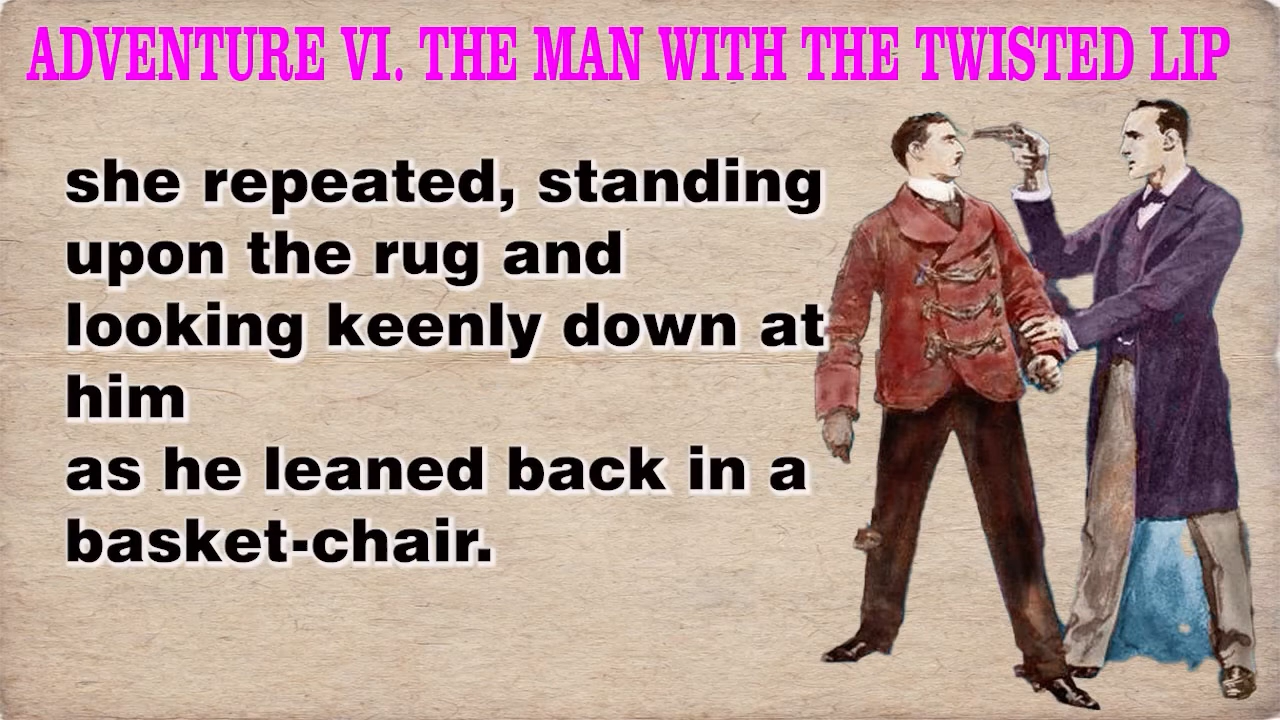 ADVENTURE VI. THE MAN WITH THE TWISTED LIP
she repeated, standing
upon the rug and
looking keenly down at
him
as he leaned back in a
basket-chair.